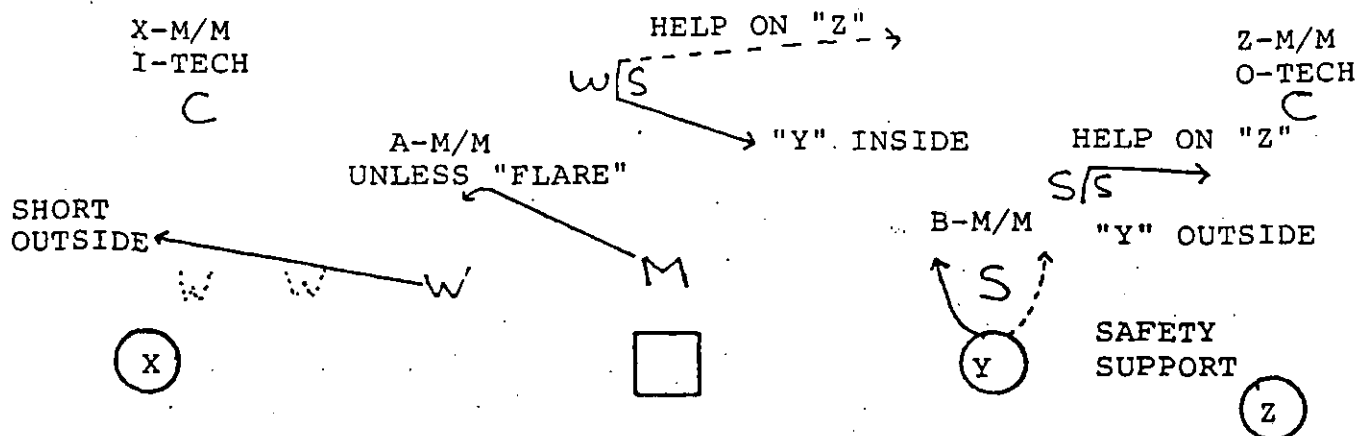 X-M/M
I-TECH
C
HELP ON "Z"
W/S
Z-M/M
O-TECH
C
A-M/M
UNLESS "FLARE"
"Y" INSIDE
HELP ON "Z"
S/S
SHORT
OUTSIDE
B-M/M
"Y" OUTSIDE
W W W
M
S
SAFETY
SUPPORT
X
Y
Z